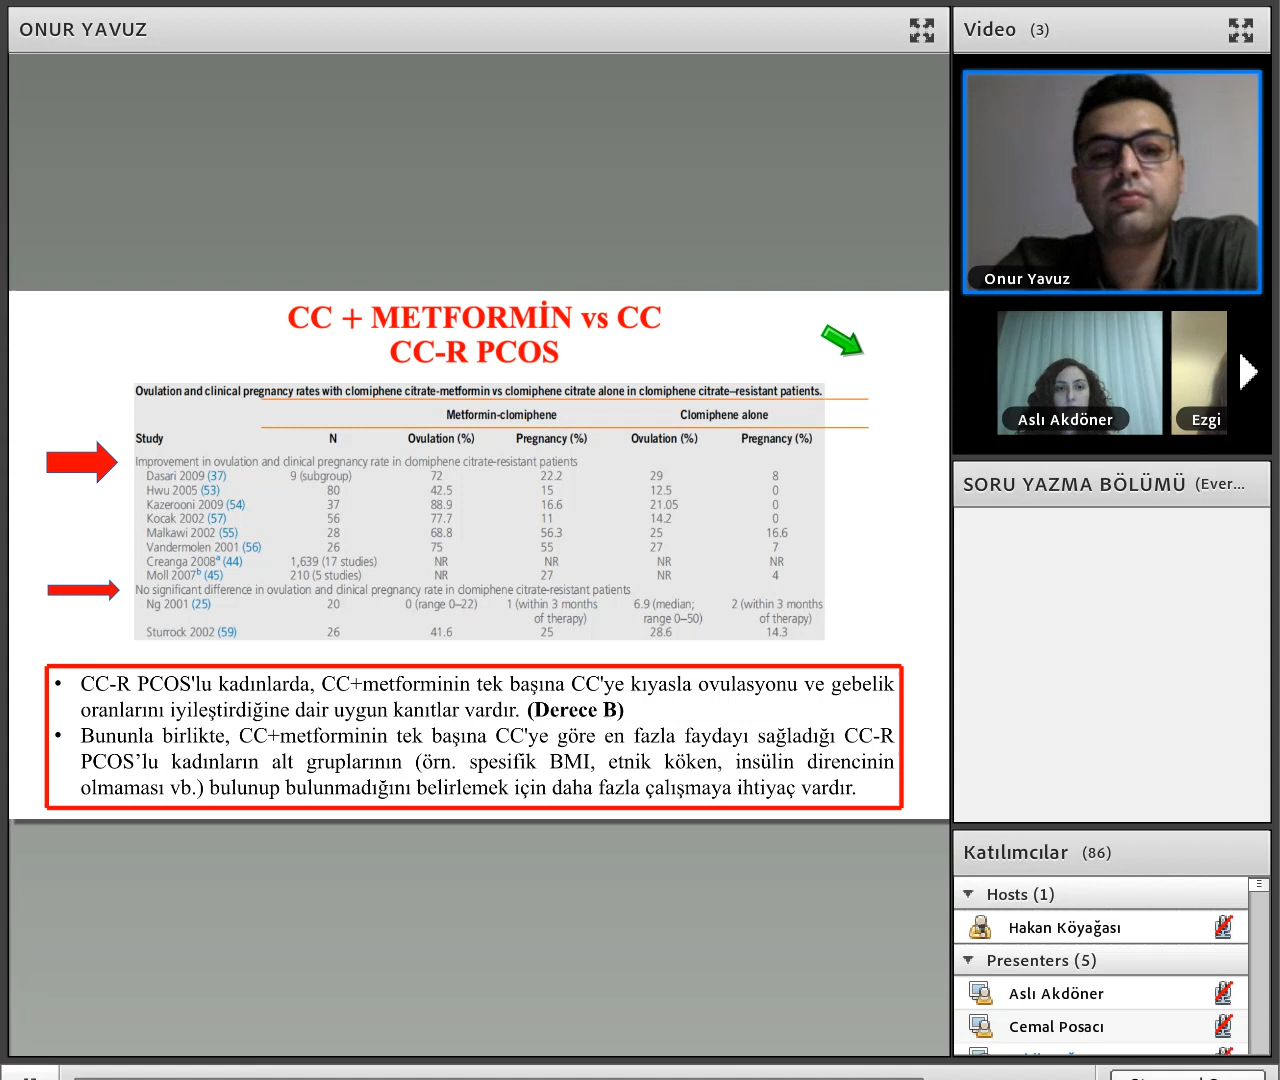 ONUR YAVUZ
CC + METFORMİN vs CC
CC-R PCOS
Ovulation and clinical pregnancy rates with clomiphene citrate-metformin vs clomiphene citrate alone in clomiphene citrate–resistant patients.
Metformin-clomiphene Clomiphene alone
Study N Ovulation (%) Pregnancy (%) Ovulation (%) Pregnancy (%)
Improvement in ovulation and clinical pregnancy rate in clomiphene citrate-resistant patients
Dasari 2009 (37) 9 (subgroup) 72 22.2 29 8
Hwu 2005 (53) 80 42.5 15 12.5 0
Kazerooni 2009 (54) 37 88.9 16.6 21.05 0
Kocak 2002 (57) 56 77.7 11 14.2 0
Malkawi 2002 (55) 28 68.8 56.3 25 16.6
Vandermolen 2001 (56) 26 75 55 27 7
Creanga 2008a (44) 1,639 (17 studies) NR NR NR NR
Moll 2007b (45) 210 (5 studies) NR 27 NR 4
No significant difference in ovulation and clinical pregnancy rate in clomiphene citrate-resistant patients
Ng 2001 (25) 20 0 (range 0–22) 1 (within 3 months 6.9 (median; 2 (within 3 months
of therapy) range 0–50) of therapy)
Sturrock 2002 (59) 26 41.6 25 28.6 14.3
• CC-R PCOS'lu kadınlarda, CC+metforminin tek başına CC'ye kıyasla ovulasyonu ve gebelik
oranlarını iyileştirdiğine dair uygun kanıtlar vardır. (Derece B)
• Bununla birlikte, CC+metforminin tek başına CC'ye göre en fazla faydayı sağladığı CC-R
PCOS’lu kadınların alt gruplarının (örn. spesifik BMI, etnik köken, insülin direncinin
olmaması vb.) bulunup bulunmadığını belirlemek için daha fazla çalışmaya ihtiyaç vardır.
Video (3)
Onur Yavuz
Aslı Akdöner
Ezgi
SORU YAZMA BÖLÜMÜ (Ever...
Katılımcılar (86)
Hosts (1)
Hakan Köyağası
Presenters (5)
Aslı Akdöner
Cemal Posacı